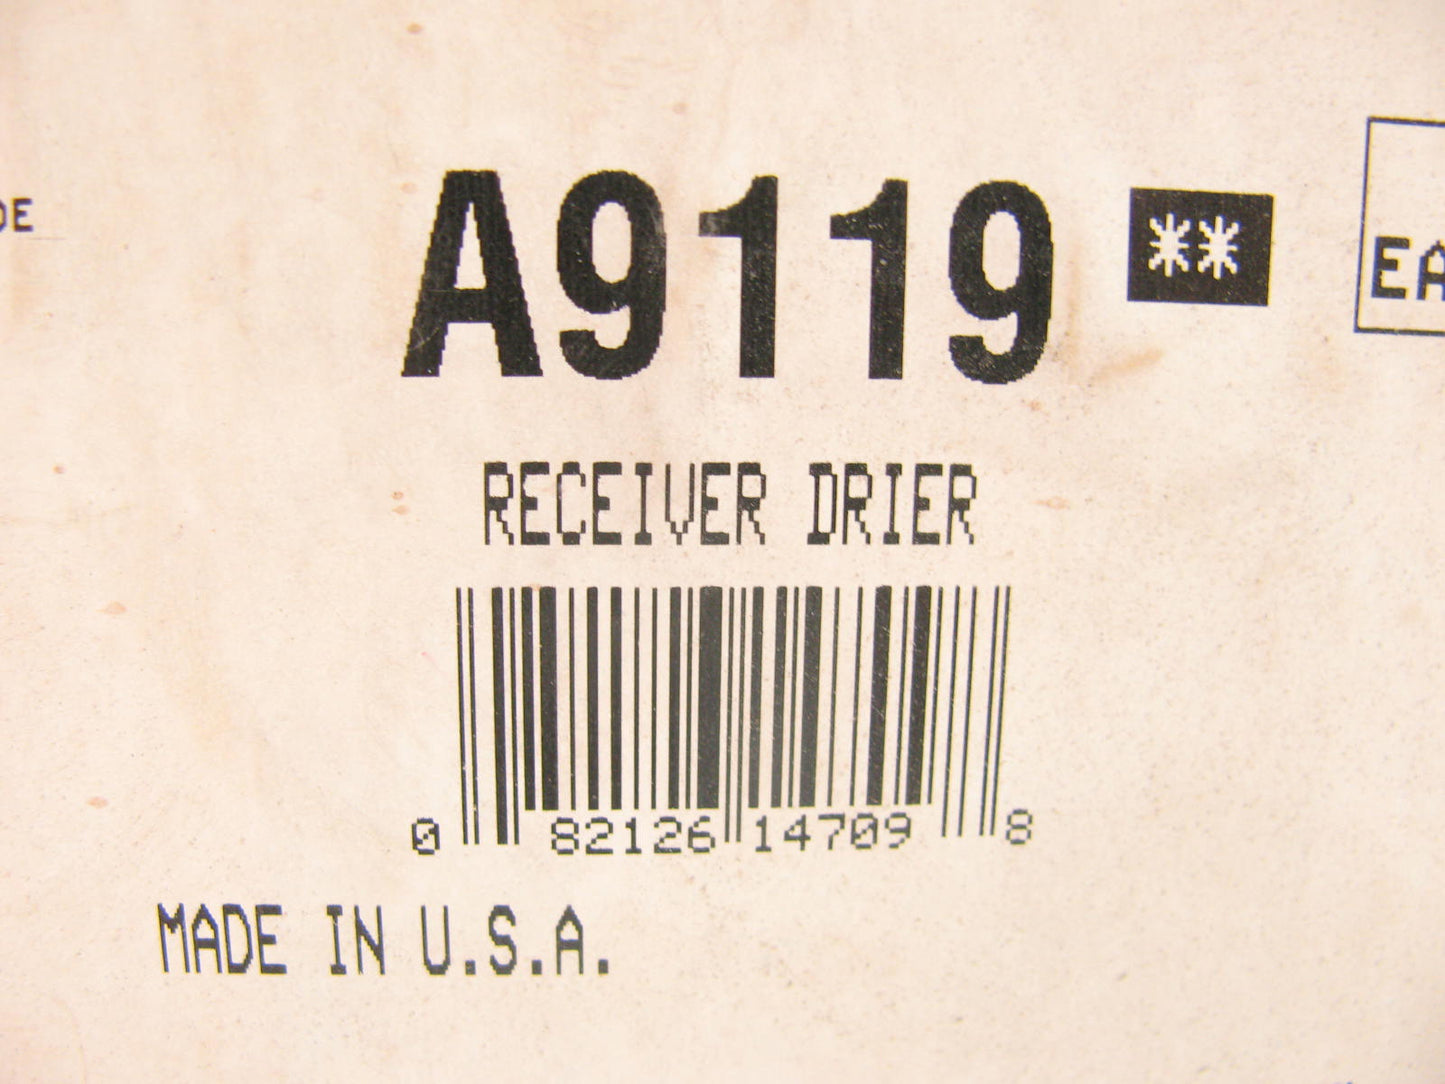 DE
A9119 **
EA
RECEIVER DRIER
0 82126 14709 8
MADE IN U.S.A.